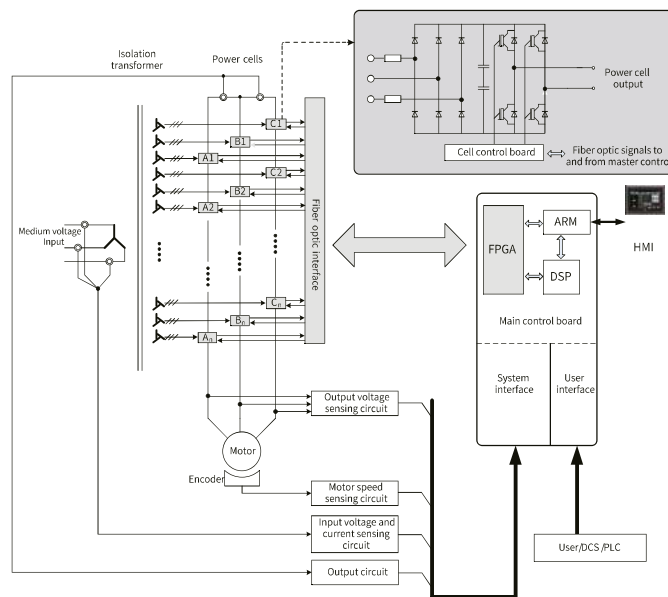 Isolation
transformer
Power cells
Power cell
output
Cell control board
Fiber optic signals to
and from master control
C1
B1
A1
C2
B2
A2
Cn
Bn
An
Fiber optic interface
Medium voltage
Input
FPGA
ARM
DSP
HMI
Main control board
System
interface
User
interface
Output voltage
sensing circuit
Motor
Encoder
Motor speed
sensing circuit
Input voltage and
current sensing
circuit
Output circuit
User/DCS /PLC